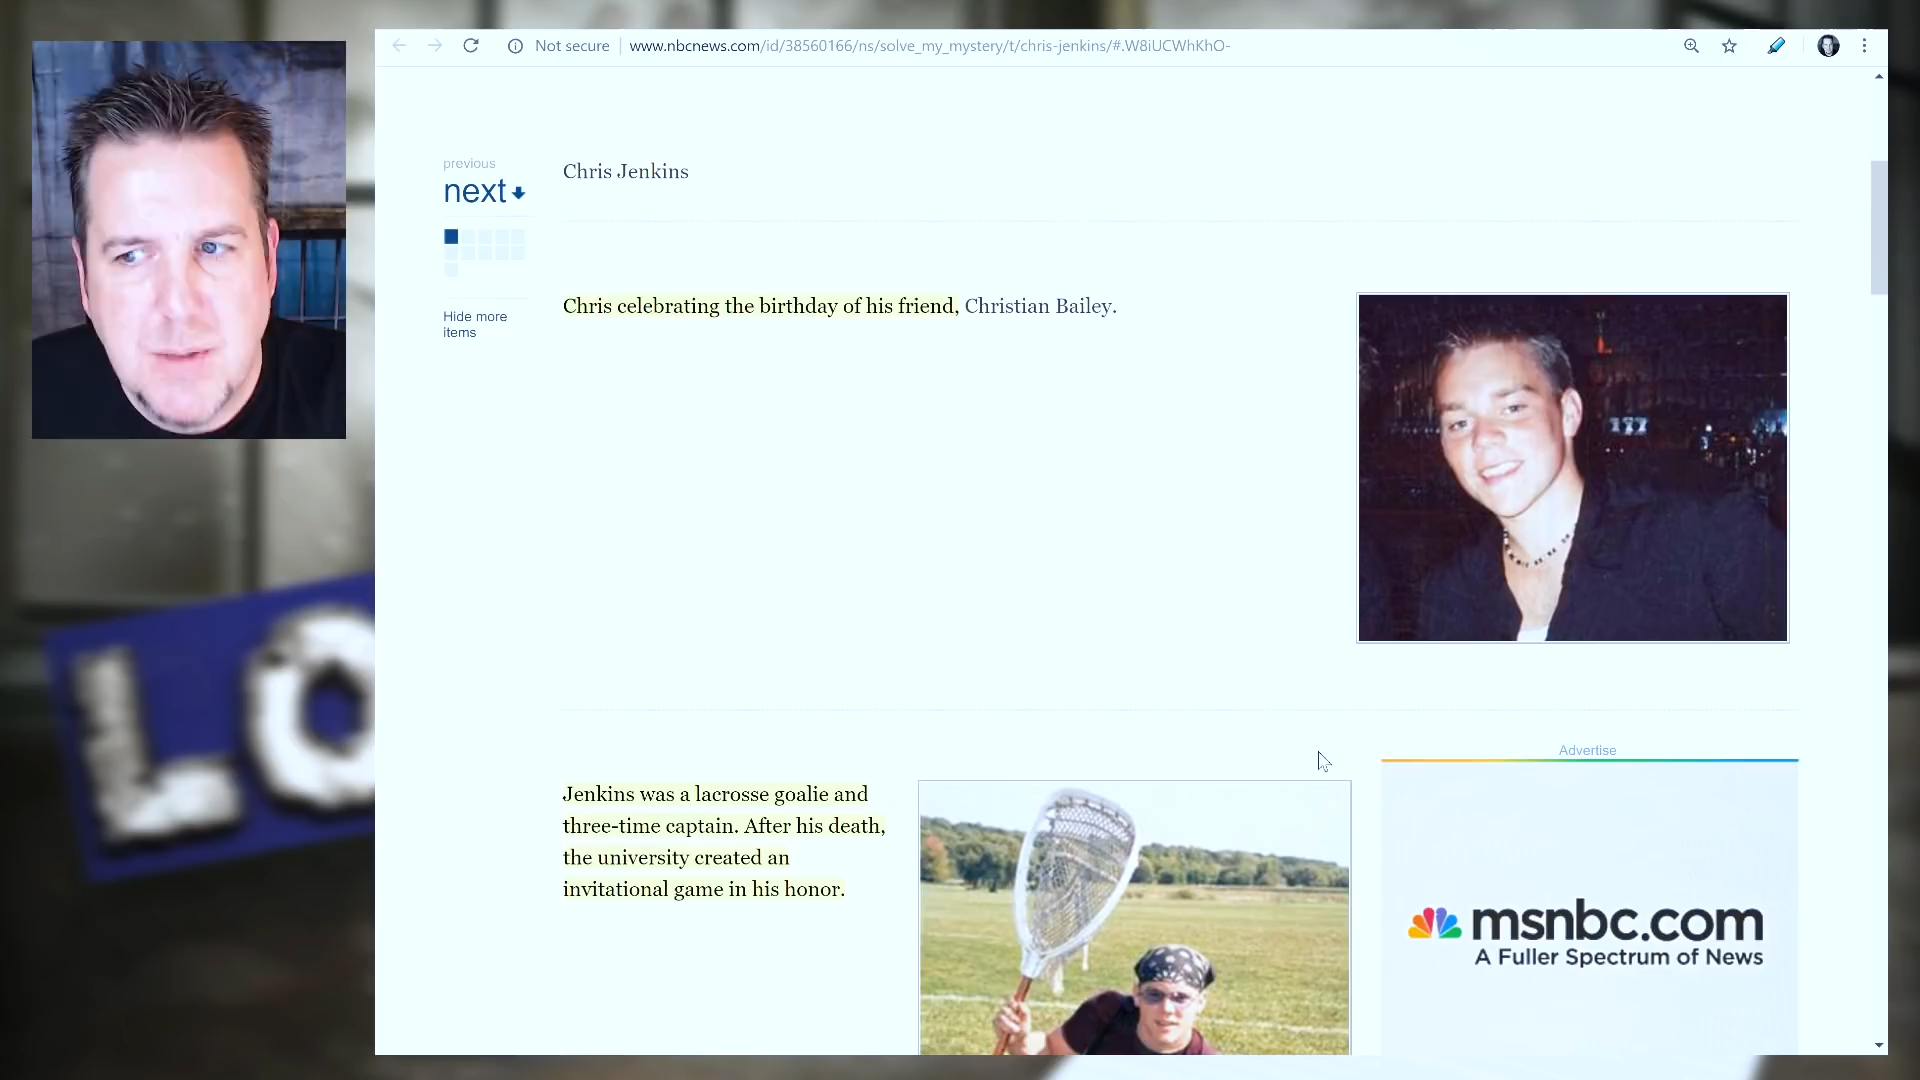 Not secure
www.nbcnews.com/id/38560166/ns/solve_my_mystery/t/chris-jenkins/#.W8iUCWhKhO-
previous
next
Hide more
items
Chris Jenkins
Chris celebrating the birthday of his friend, Christian Bailey.
Jenkins was a lacrosse goalie and
three-time captain. After his death,
the university created an
invitational game in his honor.
Advertise
msnbc.com
A Fuller Spectrum of News
LO